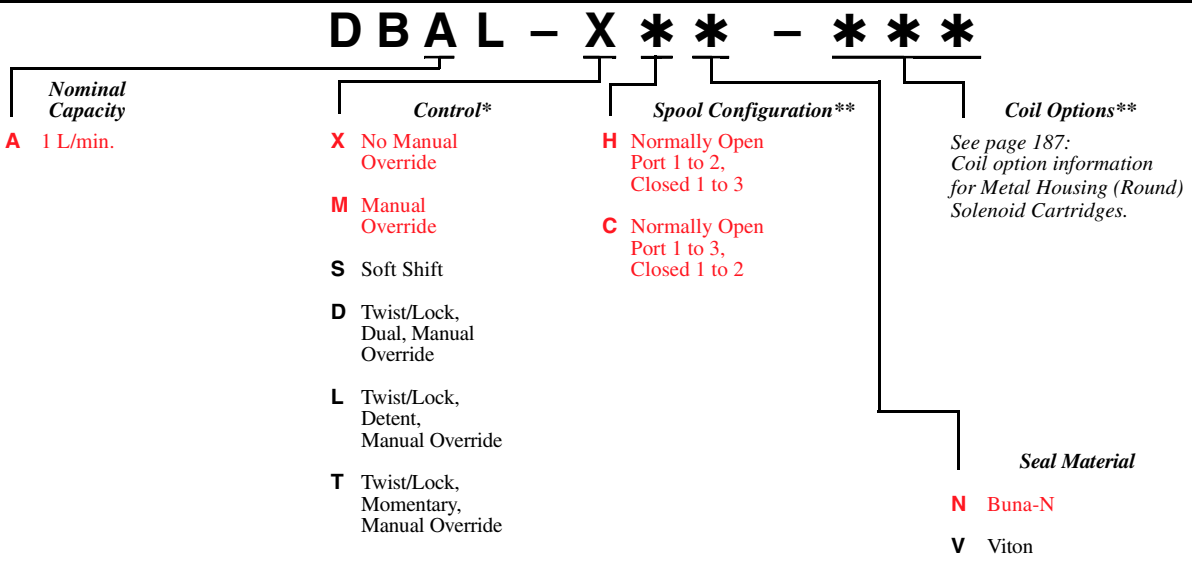 DBAL – X✱✱ – ✱✱✱
Nominal
Capacity
A 1 L/min.
Control*
X No Manual
Override
M Manual
Override
S Soft Shift
D Twist/Lock,
Dual, Manual
Override
L Twist/Lock,
Detent,
Manual Override
T Twist/Lock,
Momentary,
Manual Override
Spool Configuration**
H Normally Open
Port 1 to 2,
Closed 1 to 3
C Normally Open
Port 1 to 3,
Closed 1 to 2
Coil Options**
See page 187:
Coil option information
for Metal Housing (Round)
Solenoid Cartridges.
Seal Material
N Buna-N
V Viton